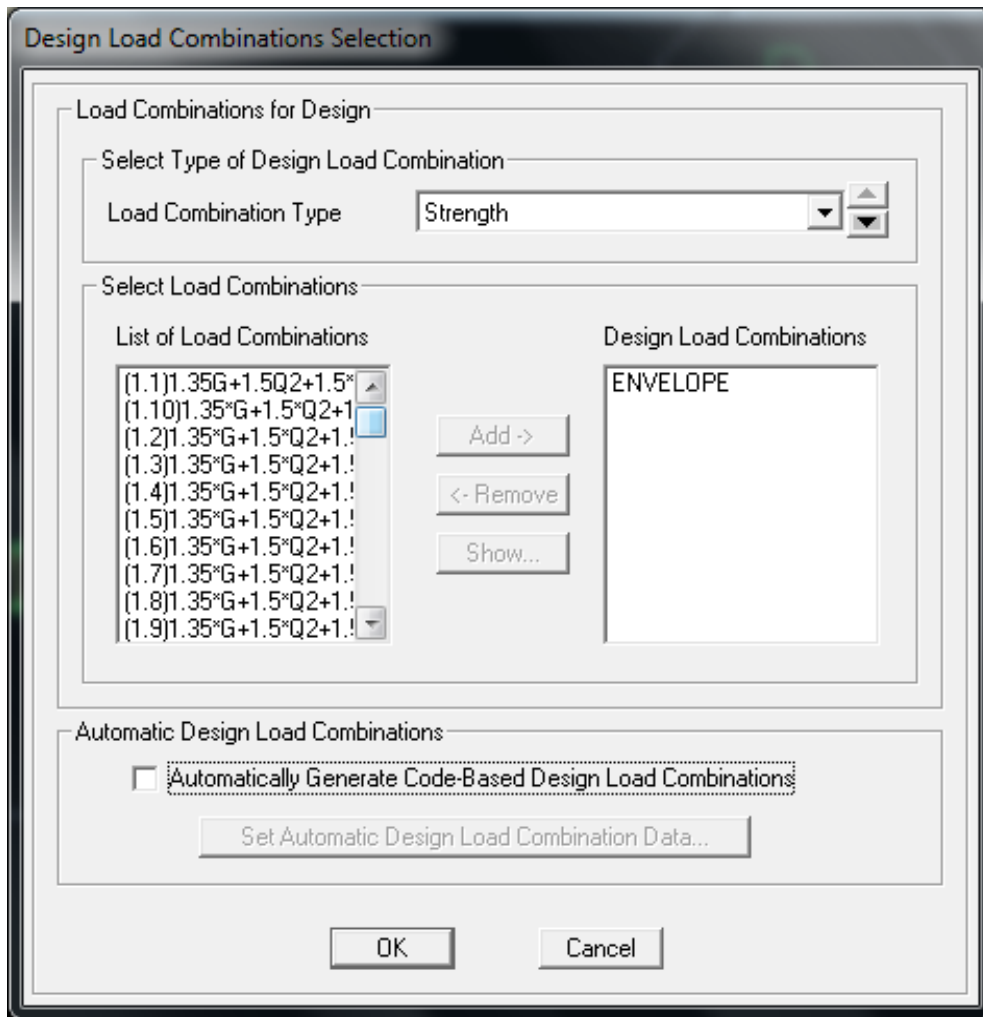 Design Load Combinations Selection
Load Combinations for Design
Select Type of Design Load Combination
Load Combination Type
Strength
Select Load Combinations
List of Load Combinations
Design Load Combinations
(1.1)1.35G+1.5Q2+1.5*
(1.10)1.35*G+1.5*Q2+1
(1.2)1.35*G+1.5*Q2+1.!
(1.3)1.35*G+1.5*Q2+1.!
(1.4)1.35*G+1.5*Q2+1.!
(1.5)1.35*G+1.5*Q2+1.!
(1.6)1.35*G+1.5*Q2+1.!
(1.7)1.35*G+1.5*Q2+1.!
(1.8)1.35*G+1.5*Q2+1.!
(1.9)1.35*G+1.5*Q2+1.!
ENVELOPE
Add ->
<- Remove
Show...
Automatic Design Load Combinations
Automatically Generate Code-Based Design Load Combinations
Set Automatic Design Load Combination Data...
OK
Cancel